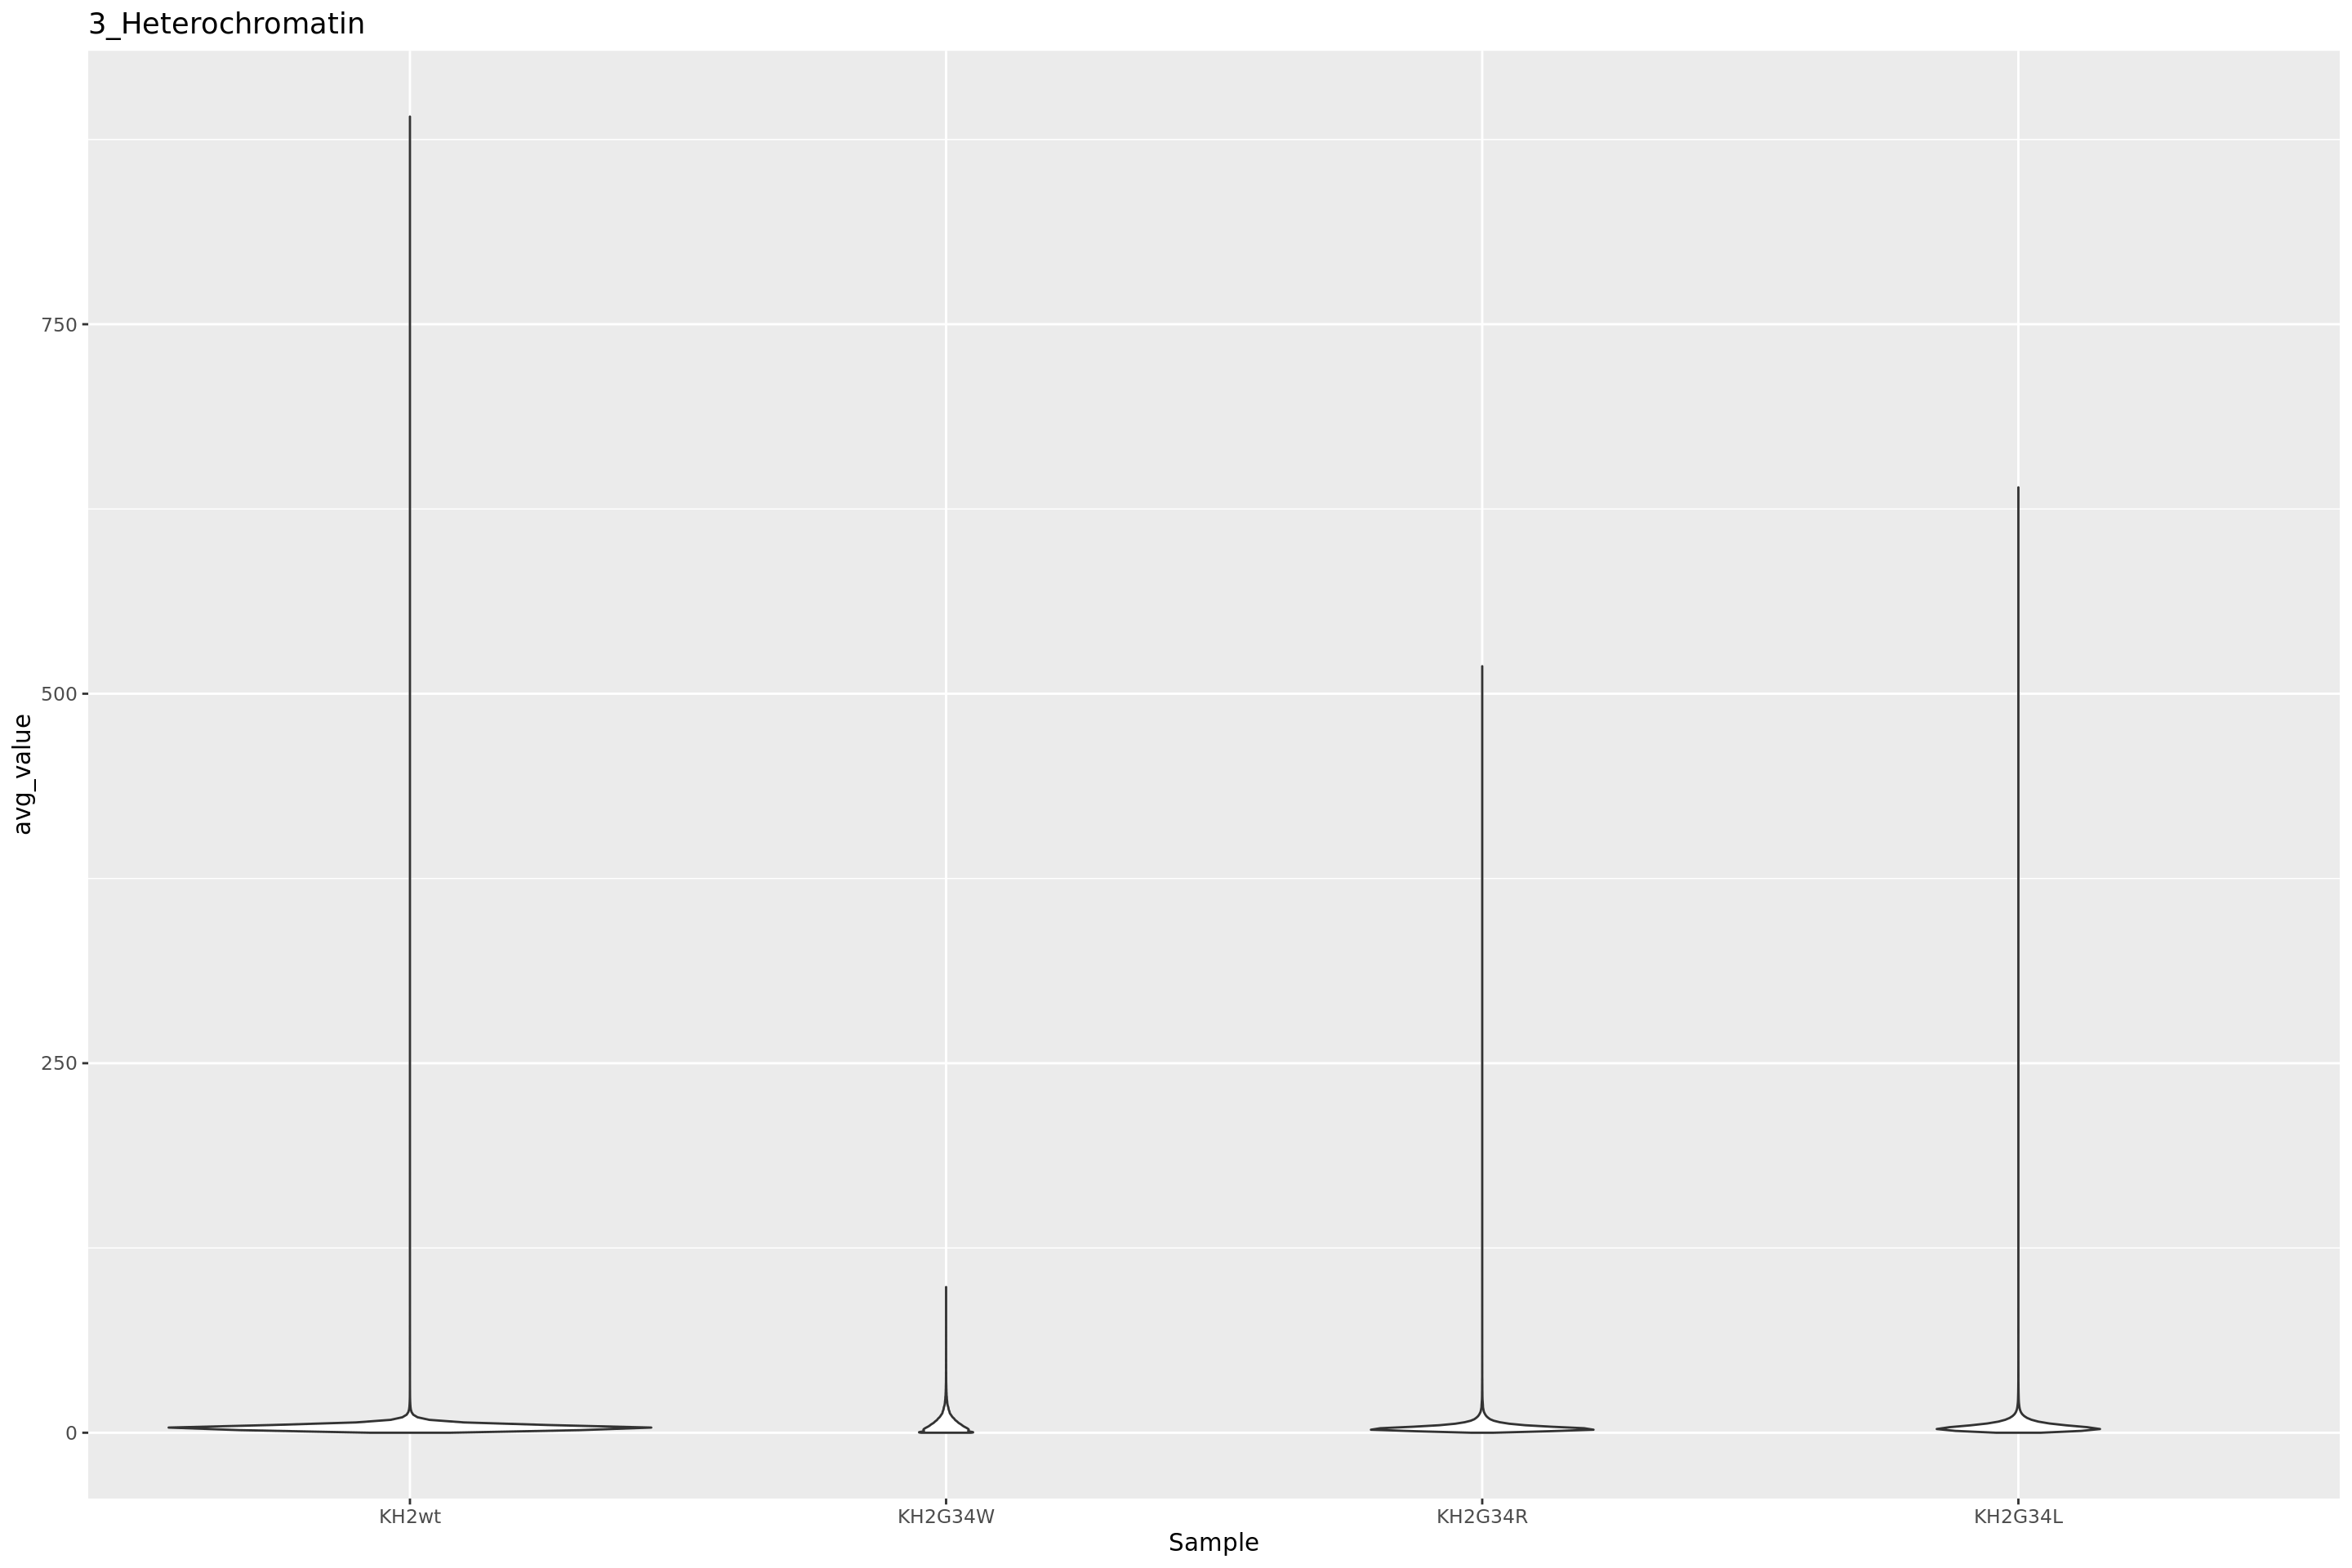 3_Heterochromatin
avg_value
750
500
250
0
KH2wt KH2G34W KH2G34R KH2G34L
Sample